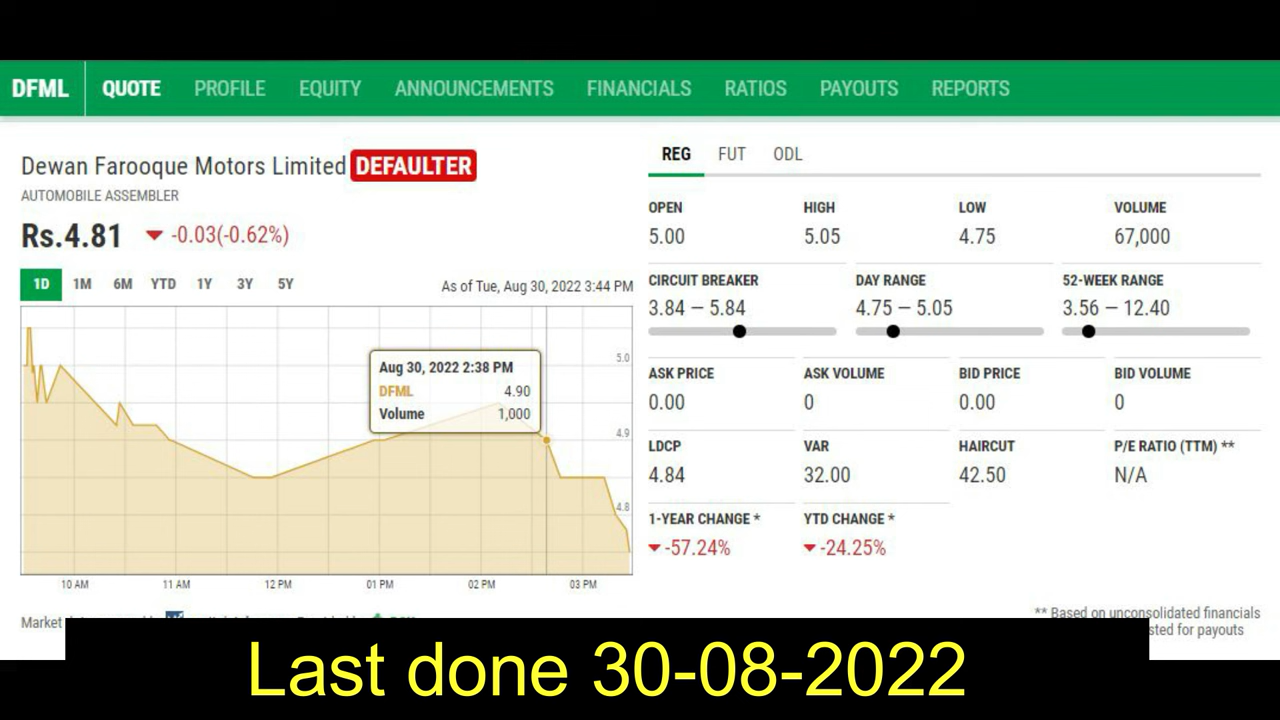 DFML QUOTE PROFILE EQUITY ANNOUNCEMENTS FINANCIALS RATIOS PAYOUTS REPORTS
Dewan Farooque Motors Limited DEFAULTER
AUTOMOBILE ASSEMBLER
Rs.4.81 -0.03(-0.62%)
1D 1M 6M YTD 1Y 3Y 5Y
As of Tue, Aug 30, 2022 3:44 PM
5.0
4.9
4.8
Aug 30, 2022 2:38 PM
DFML 4.90
Volume 1,000
10 AM 11 AM 12 PM 01 PM 02 PM 03 PM
Market
REG FUT ODL
OPEN HIGH LOW VOLUME
5.00 5.05 4.75 67,000
CIRCUIT BREAKER DAY RANGE 52-WEEK RANGE
3.84 — 5.84 4.75 — 5.05 3.56 — 12.40
ASK PRICE ASK VOLUME BID PRICE BID VOLUME
0.00 0 0.00 0
LDCP VAR HAIRCUT P/E RATIO (TTM) **
4.84 32.00 42.50 N/A
1-YEAR CHANGE * YTD CHANGE *
-57.24% -24.25%
** Based on unconsolidated financials
sted for payouts
Last done 30-08-2022